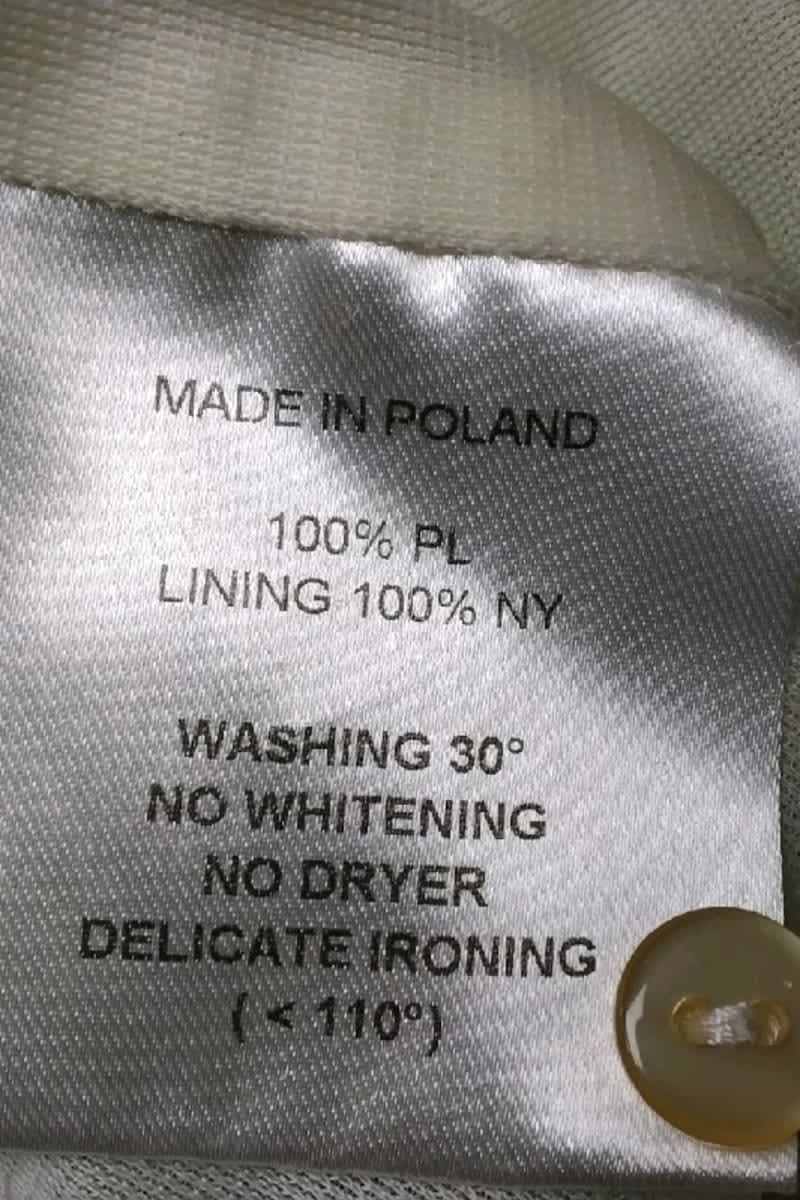 MADE IN POLAND
100% PL
LINING 100% NY
WASHING 30°
NO WHITENING
NO DRYER
DELICATE IRONING
( < 110°)